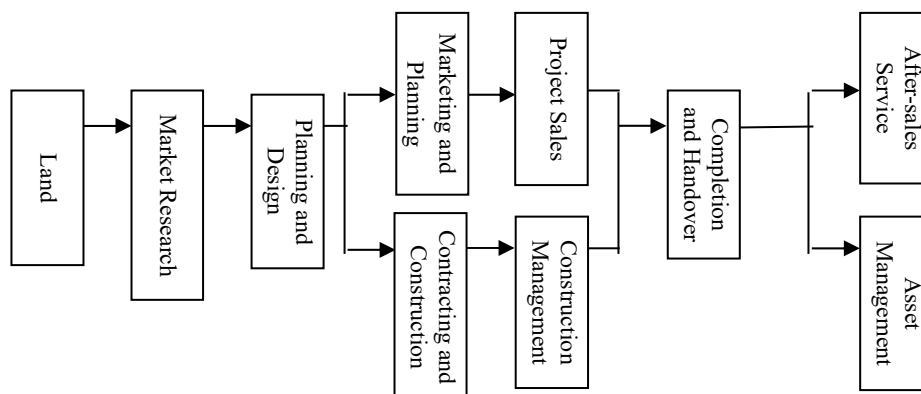 Land
Market Research
Planning and
Design
Marketing and
Planning
Project Sales
Contracting and
Construction
Construction
Management
Completion
and Handover
After-sales
Service
Asset
Management